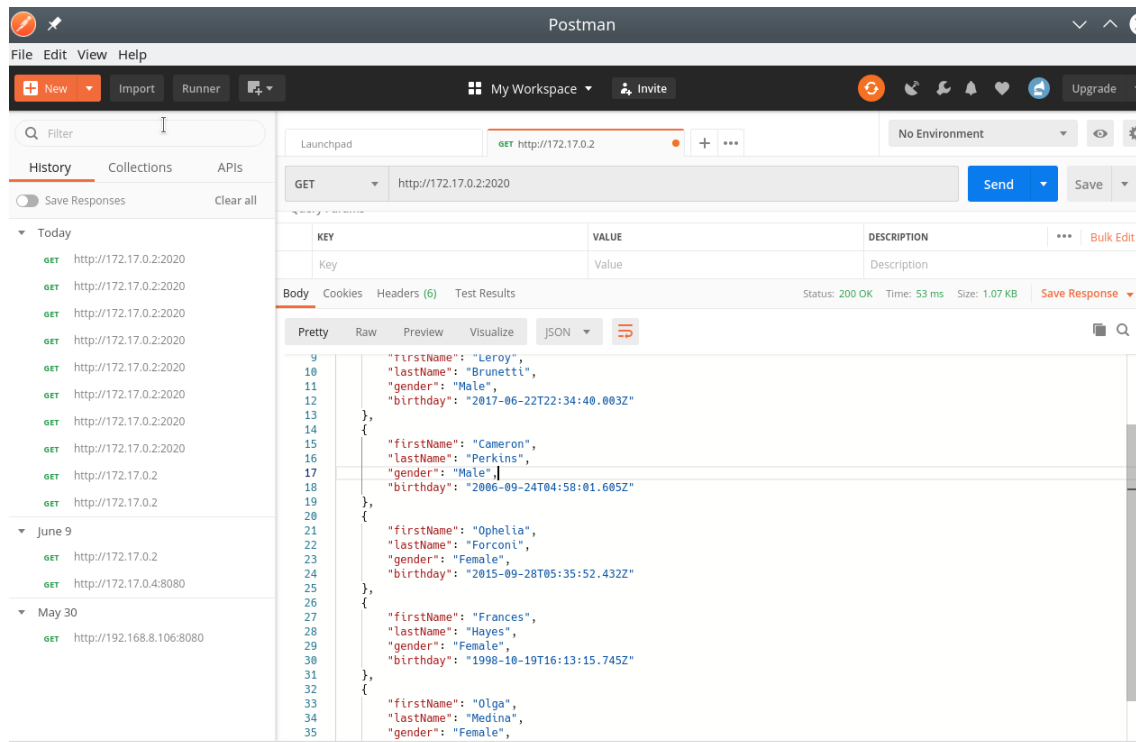 Postman
File Edit View Help
New Import Runner My Workspace Invite Upgrade
Filter
History Collections APIs
Save Responses Clear all
Today
GET http://172.17.0.2:2020
GET http://172.17.0.2:2020
GET http://172.17.0.2:2020
GET http://172.17.0.2:2020
GET http://172.17.0.2:2020
GET http://172.17.0.2:2020
GET http://172.17.0.2:2020
GET http://172.17.0.2:2020
GET http://172.17.0.2
GET http://172.17.0.2
June 9
GET http://172.17.0.2
GET http://172.17.0.4:8080
May 30
GET http://192.168.8.106:8080
Launchpad GET http://172.17.0.2 No Environment
GET http://172.17.0.2:2020 Send Save
Query Params
KEY VALUE DESCRIPTION Bulk Edit
Key Value Description
Body Cookies Headers (6) Test Results Status: 200 OK Time: 53 ms Size: 1.07 KB Save Response
Pretty Raw Preview Visualize JSON
9 "firstName": "Leroy",
10 "lastName": "Brunetti",
11 "gender": "Male",
12 "birthday": "2017-06-22T22:34:40.003Z"
13 },
14 {
15 "firstName": "Cameron",
16 "lastName": "Perkins",
17 "gender": "Male",
18 "birthday": "2006-09-24T04:58:01.605Z"
19 },
20 {
21 "firstName": "Ophelia",
22 "lastName": "Forconi",
23 "gender": "Female",
24 "birthday": "2015-09-28T05:35:52.432Z"
25 },
26 {
27 "firstName": "Frances",
28 "lastName": "Hayes",
29 "gender": "Female",
30 "birthday": "1998-10-19T16:13:15.745Z"
31 },
32 {
33 "firstName": "Olga",
34 "lastName": "Medina",
35 "gender": "Female",